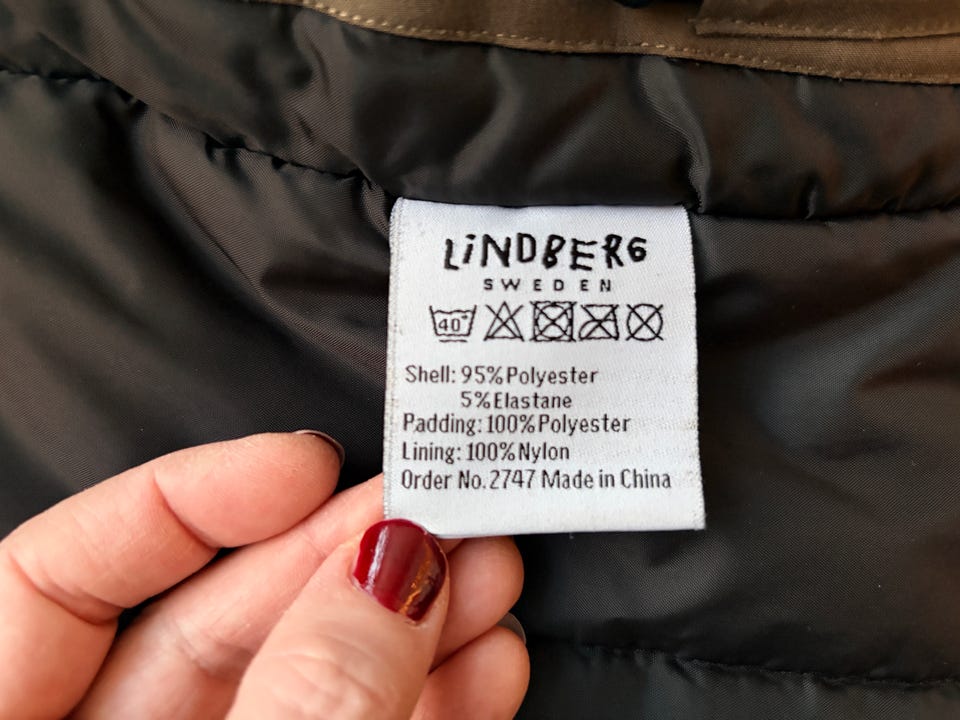 LiNDBERG
SWEDEN
40°
Shell: 95% Polyester
5% Elastane
Padding: 100% Polyester
Lining: 100% Nylon
Order No. 2747 Made in China